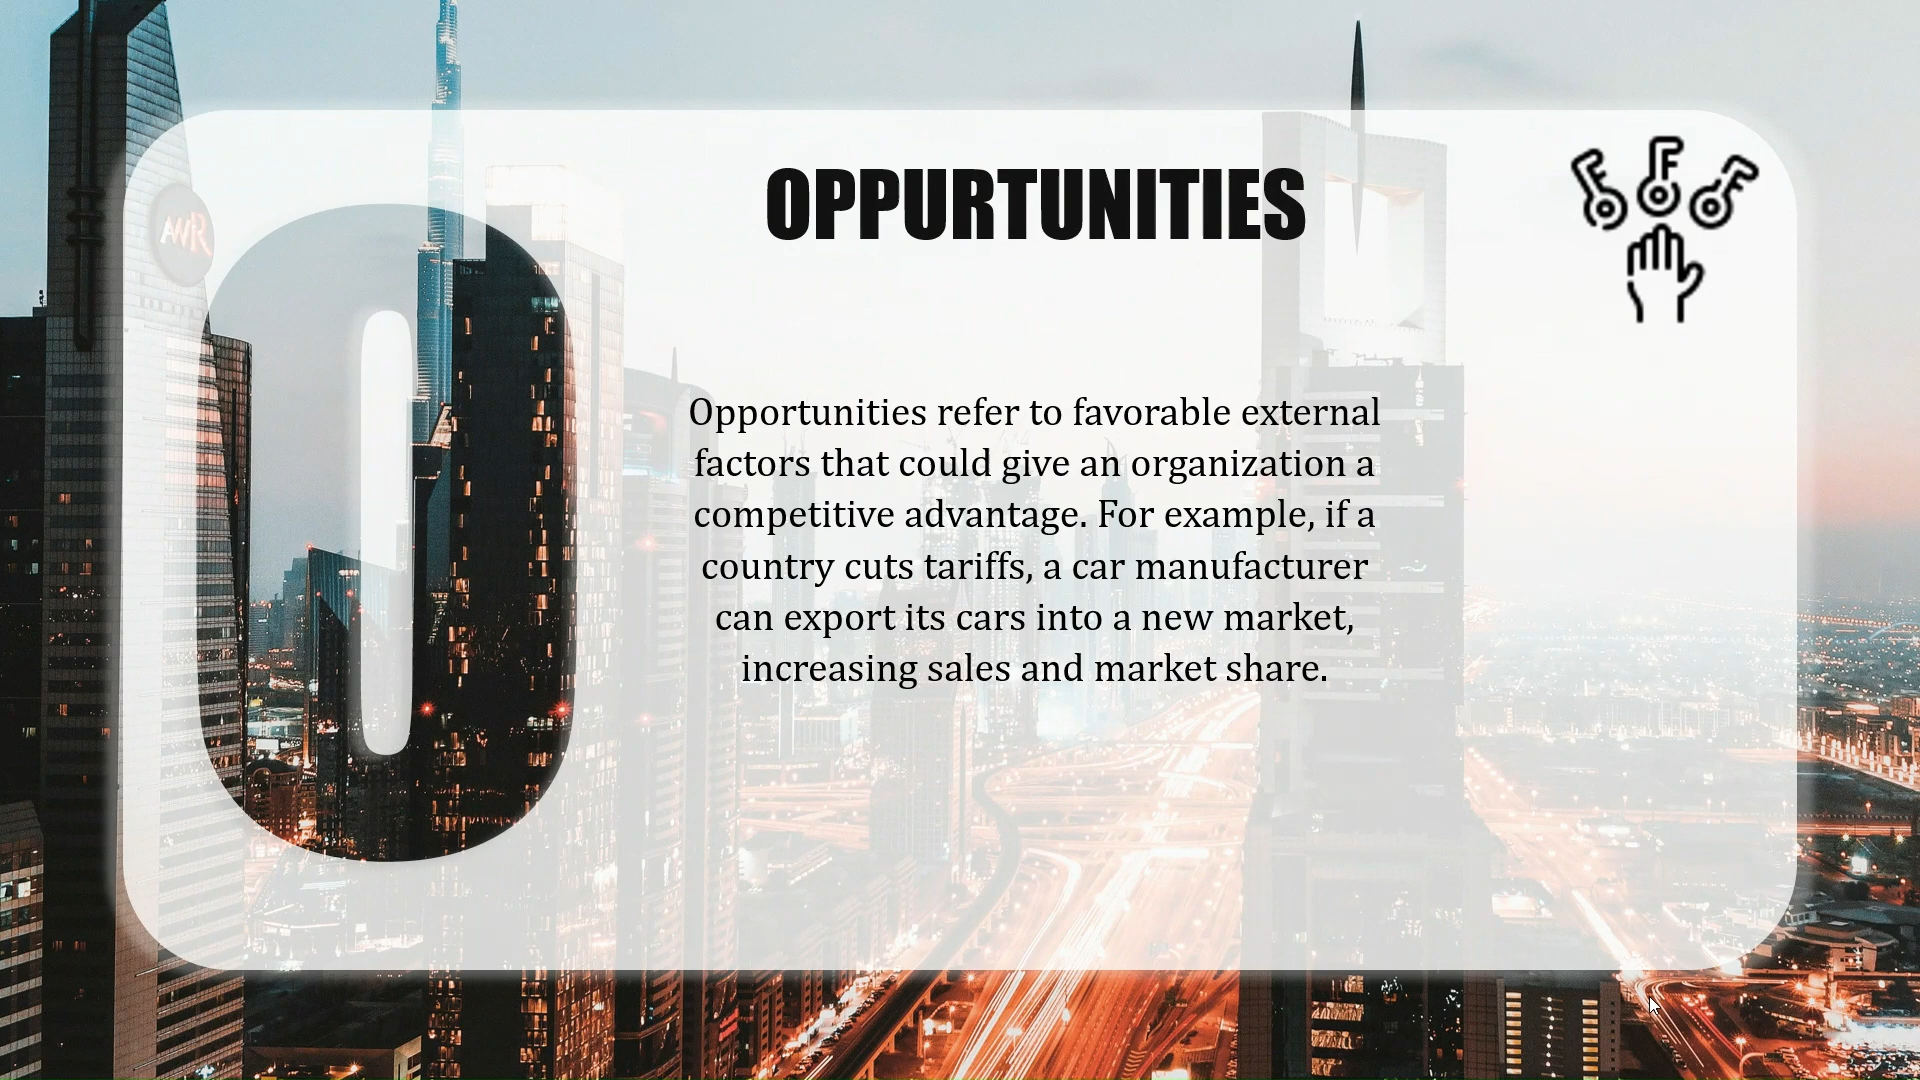 AWR
O
OPPURTUNITIES
Opportunities refer to favorable external
factors that could give an organization a
competitive advantage. For example, if a
country cuts tariffs, a car manufacturer
can export its cars into a new market,
increasing sales and market share.